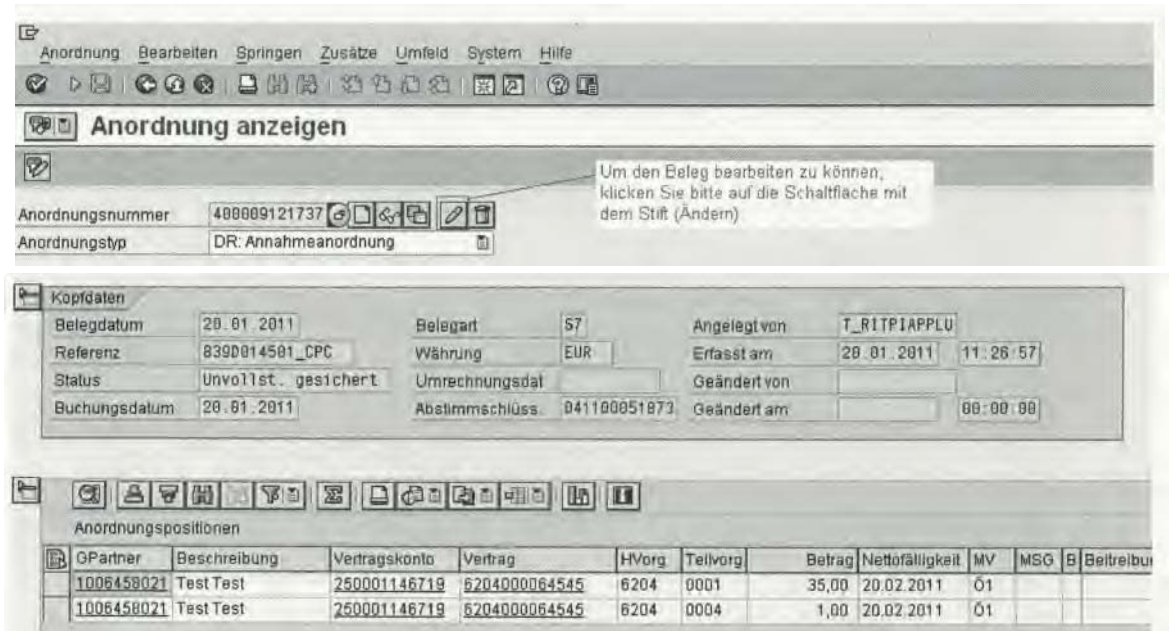 Anordnung Bearbeiten Springen Zusätze Umfeld System Hilfe
Anordnung anzeigen
Um den Beleg bearbeiten zu können,
klicken Sie bitte auf die Schaltfläche mit
dem Stift (Ändern)
Anordnungsnummer 400009121737
Anordnungstyp DR: Annahmeanordnung
Kopfdaten
Belegdatum 20.01.2011 Belegart S7 Angelegt von T_RITPIAPPLU
Referenz 839D014501_CPC Währung EUR Erfasst am 20.01.2011 11:26:57
Status Unvollst. gesichert Umrechnungsdat Geändert von
Buchungsdatum 20.01.2011 Abstimmschlüss. 041100051073 Geändert am 00:00:00
Anordnungspositionen
GPartner Beschreibung Vertragskonto Vertrag HVorg Teilvorg Betrag Nettofälligkeit MV MSG B Beitreibu
1006458021 Test Test 250001146719 6204000064545 6204 0001 35,00 20.02.2011 Ö1
1006458021 Test Test 250001146719 6204000064545 6204 0004 1,00 20.02.2011 Ö1